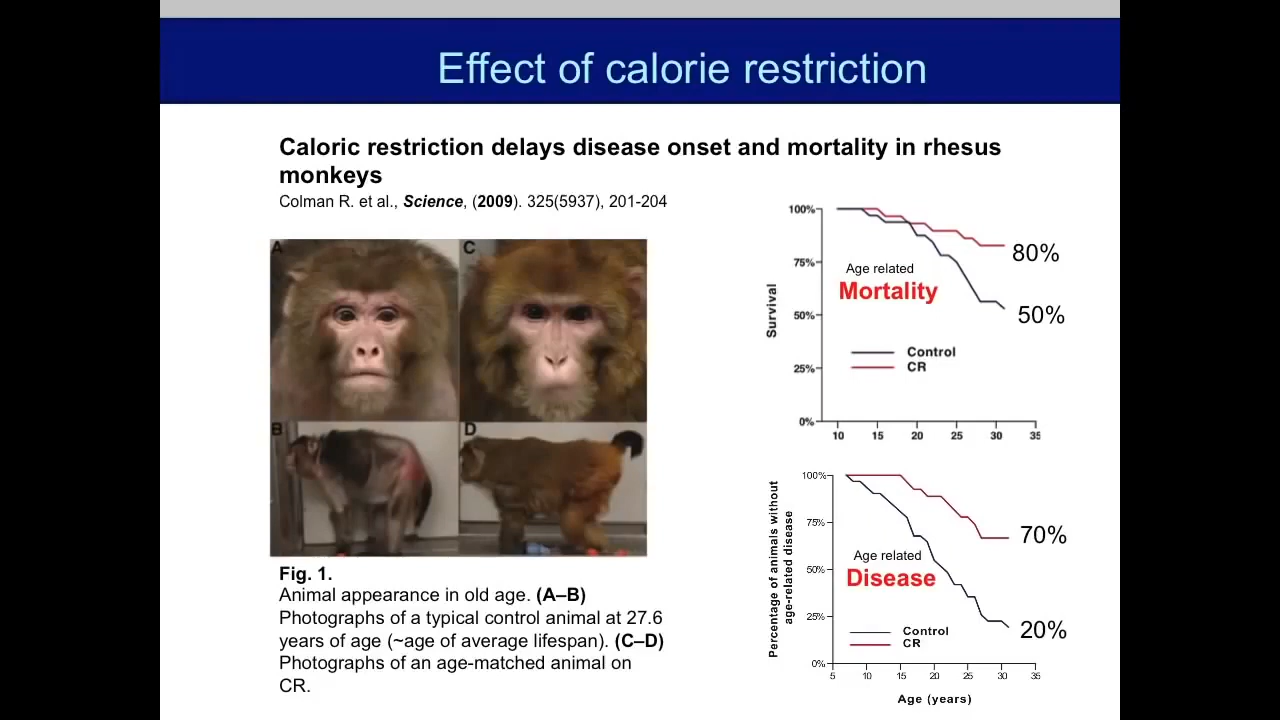 Effect of calorie restriction
Caloric restriction delays disease onset and mortality in rhesus
monkeys
Colman R. et al., Science, (2009). 325(5937), 201-204
A
C
B
D
Fig. 1.
Animal appearance in old age. (A–B)
Photographs of a typical control animal at 27.6
years of age (~age of average lifespan). (C–D)
Photographs of an age-matched animal on
CR.
100%
75%
50%
25%
0%
Survival
Age related
Mortality
80%
50%
Control
CR
10 15 20 25 30 35
100%
75%
50%
25%
0%
Percentage of animals without
age-related disease
Age related
Disease
70%
20%
Control
CR
5 10 15 20 25 30 35
Age (years)